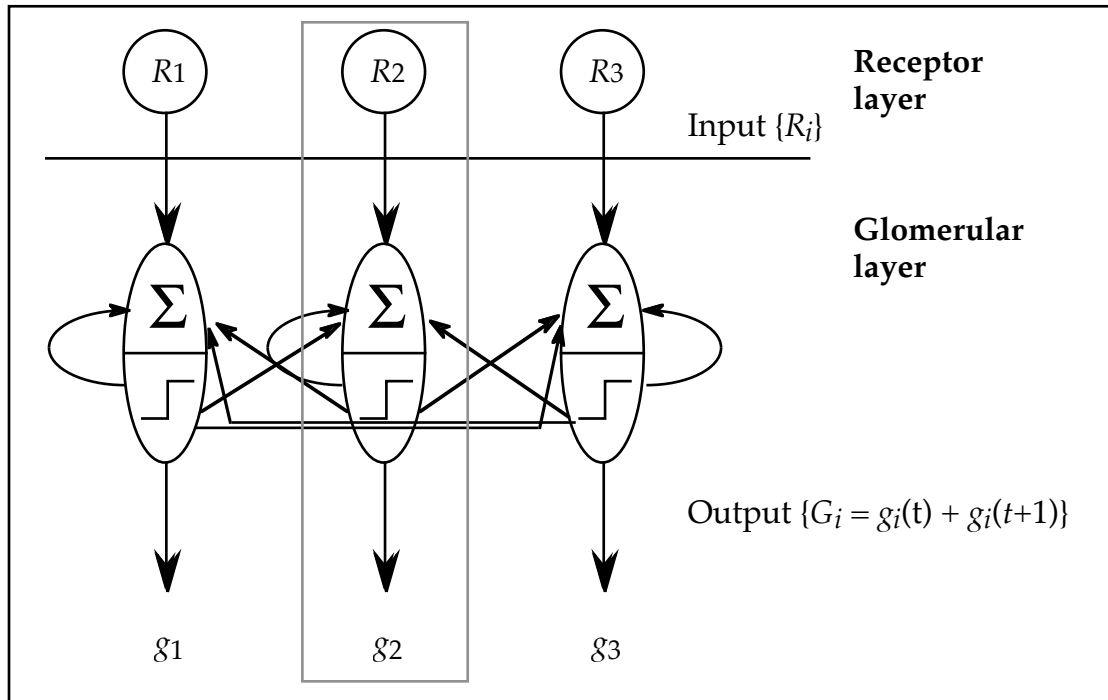 R1 R2 R3
Receptor
layer
Input {Ri}
Glomerular
layer
Σ Σ Σ
Output {Gi = gi(t) + gi(t+1)}
g1 g2 g3